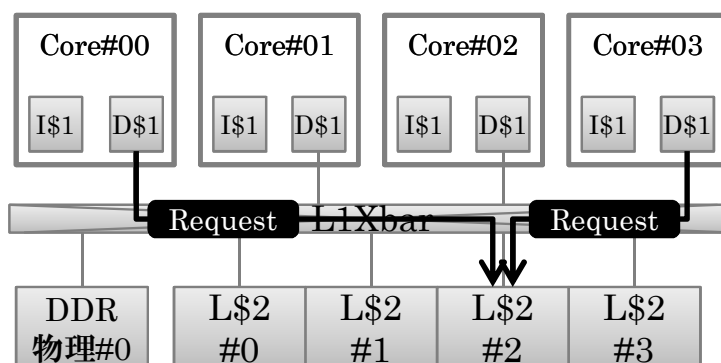 Core#00 Core#01 Core#02 Core#03
I$1 D$1 I$1 D$1 I$1 D$1 I$1 D$1
Request L1Xbar Request
DDR L$2 L$2 L$2 L$2
物理#0 #0 #1 #2 #3